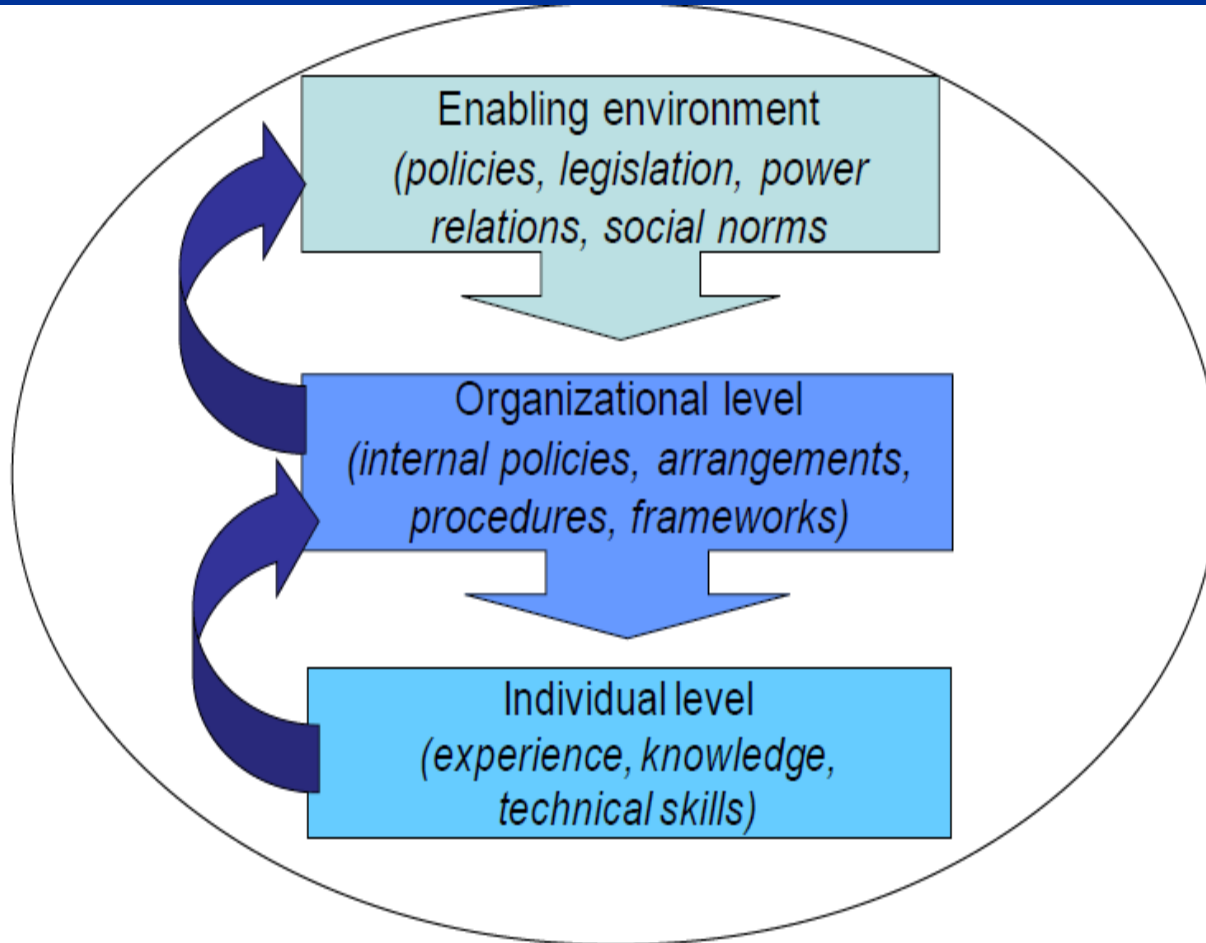 Enabling environment
(policies, legislation, power
relations, social norms
Organizational level
(internal policies, arrangements,
procedures, frameworks)
Individual level
(experience, knowledge,
technical skills)